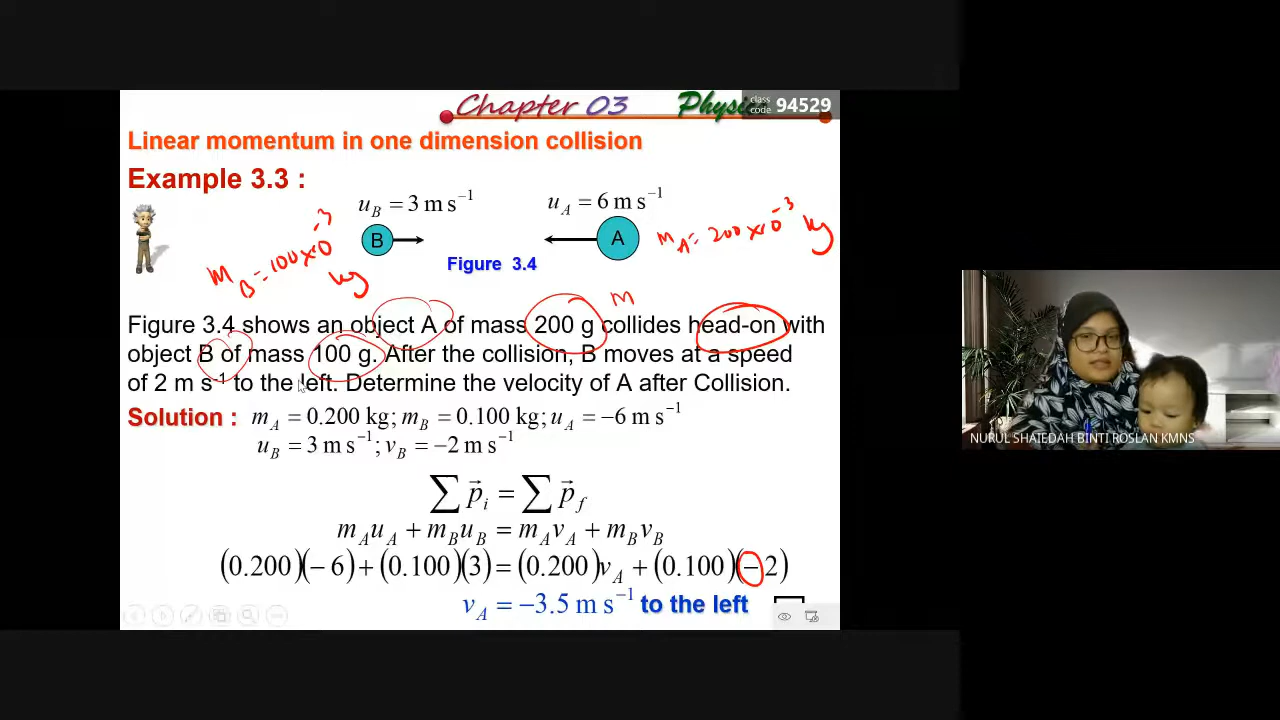 Chapter 03 Physi
class code 94529
Linear momentum in one dimension collision
Example 3.3 :
u_B = 3 m s⁻¹
u_A = 6 m s⁻¹
B
A
m_B = 100 x 10⁻³ kg
m_A = 200 x 10⁻³ kg
Figure 3.4
M
Figure 3.4 shows an object A of mass 200 g collides head-on with
object B of mass 100 g. After the collision, B moves at a speed
of 2 m s⁻¹ to the left. Determine the velocity of A after Collision.
Solution : m_A = 0.200 kg; m_B = 0.100 kg; u_A = −6 m s⁻¹
u_B = 3 m s⁻¹; v_B = −2 m s⁻¹
∑ p⃗_i = ∑ p⃗_f
m_A u_A + m_B u_B = m_A v_A + m_B v_B
(0.200)(−6) + (0.100)(3) = (0.200)v_A + (0.100)(−2)
v_A = −3.5 m s⁻¹ to the left
NURUL SHAIEDAH BINTI ROSLAN KMNS